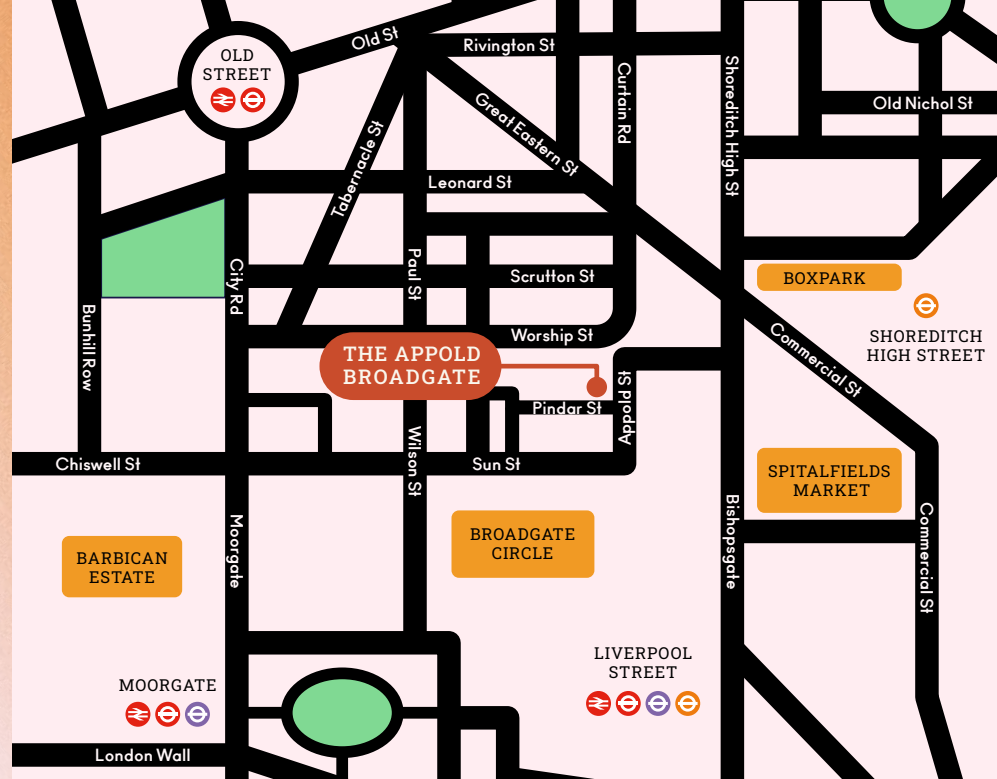 OLD
STREET
Old St
Rivington St
Curtain Rd
Shoreditch High St
Old Nichol St
Great Eastern St
Tabernacle St
Leonard St
City Rd
Paul St
Scrutton St
BOXPARK
Bunhill Row
Worship St
SHOREDITCH
HIGH STREET
Commercial St
THE APPOLD
BROADGATE
Appold St
Pindar St
Wilson St
Chiswell St
Sun St
SPITALFIELDS
MARKET
Moorgate
Bishopsgate
Commercial St
BROADGATE
CIRCLE
BARBICAN
ESTATE
LIVERPOOL
STREET
MOORGATE
London Wall